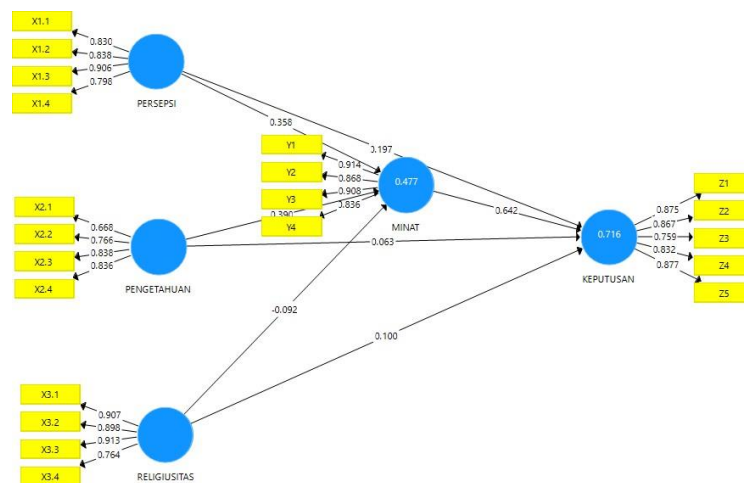 X1.1
X1.2
X1.3
X1.4
0.830
0.838
0.906
0.798
PERSEPSI
0.358
0.197
Y1
Y2
Y3
Y4
0.914
0.868
0.908
0.836
0.477
MINAT
0.642
X2.1
X2.2
X2.3
X2.4
0.668
0.766
0.838
0.836
PENGETAHUAN
0.390
0.063
Z1
Z2
Z3
Z4
Z5
0.875
0.867
0.759
0.832
0.877
0.716
KEPUTUSAN
-0.092
0.100
X3.1
X3.2
X3.3
X3.4
0.907
0.898
0.913
0.764
RELIGIUSITAS